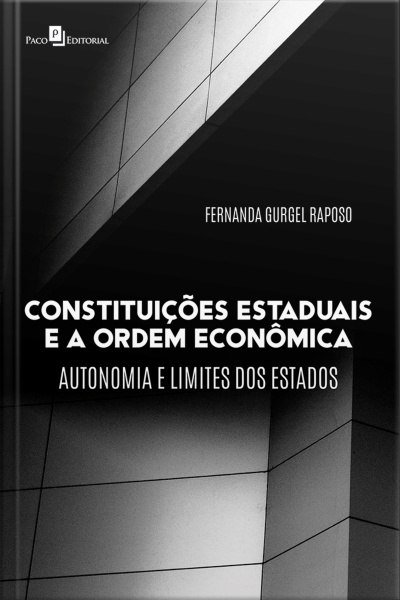 PACO EDITORIAL
FERNANDA GURGEL RAPOSO
CONSTITUIÇÕES ESTADUAIS
E A ORDEM ECONÔMICA
AUTONOMIA E LIMITES DOS ESTADOS